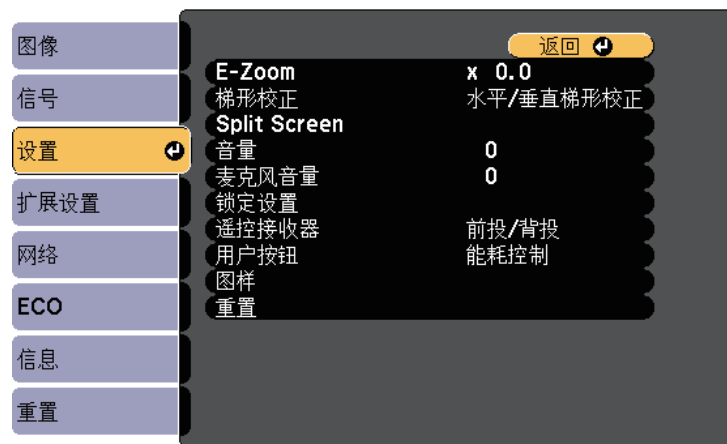 图像
信号
设置
扩展设置
网络
ECO
信息
重置
返回
E-Zoom x 0.0
梯形校正 水平/垂直梯形校正
Split Screen
音量 0
麦克风音量 0
锁定设置
遥控接收器 前投/背投
用户按钮 能耗控制
图样
重置